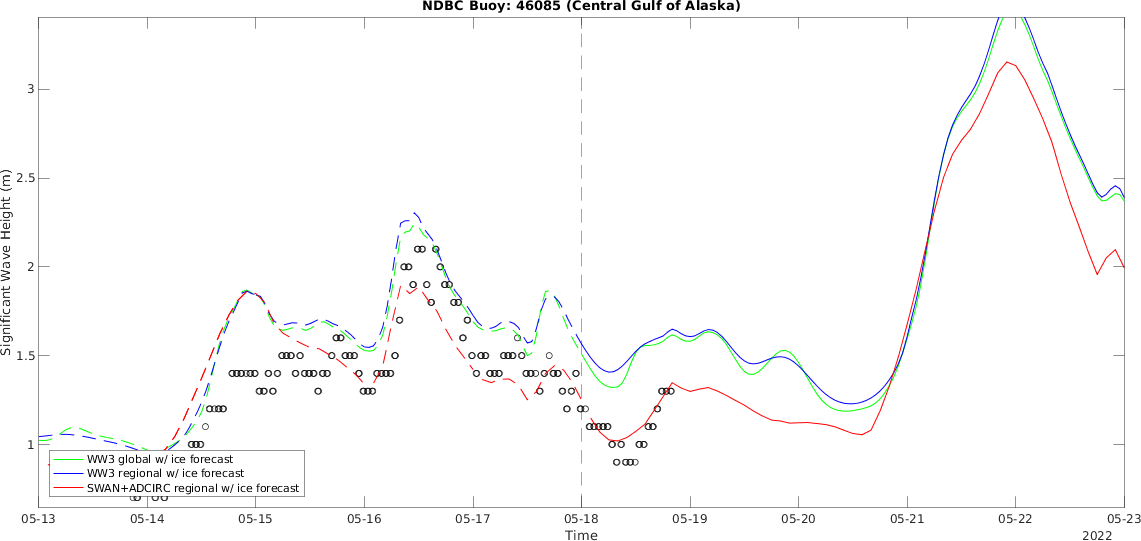 NDBC Buoy: 46085 (Central Gulf of Alaska)
Significant Wave Height (m)
3
2.5
2
1.5
1
WW3 global w/ ice forecast
WW3 regional w/ ice forecast
SWAN+ADCIRC regional w/ ice forecast
05-13 05-14 05-15 05-16 05-17 05-18 05-19 05-20 05-21 05-22 05-23
Time
2022